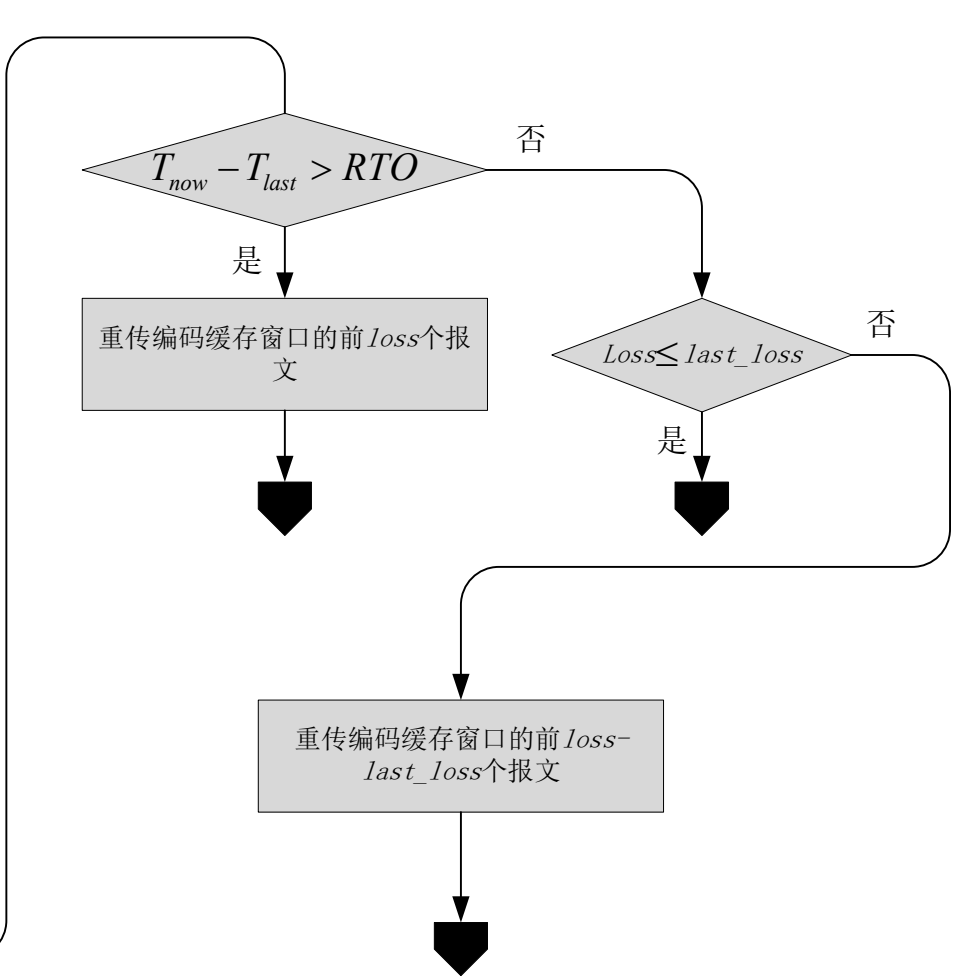 T_now − T_last > RTO
否
是
重传编码缓存窗口的前loss个报
文
Loss≤last_loss
否
是
重传编码缓存窗口的前loss-
last_loss个报文